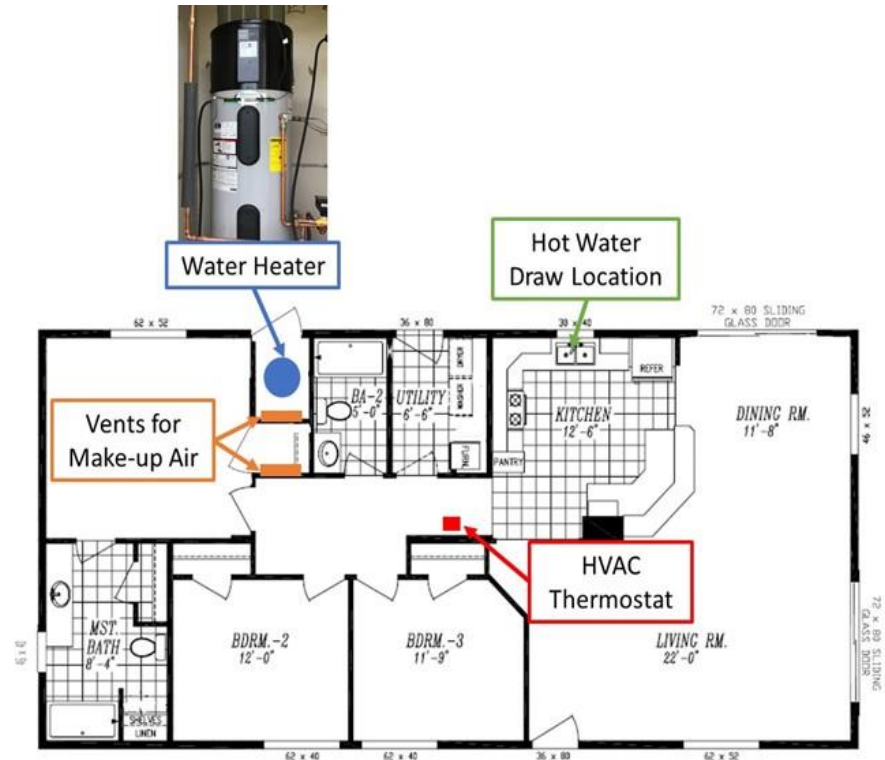 Water Heater
Hot Water
Draw Location
72 x 80 SLIDING
GLASS DOOR
62 x 52
36 x 80
REFER
Vents for
Make-up Air
BA-2
5'-0"
UTILITY
6'-6"
WASHER
DRYER
FURN.
KITCHEN
12'-6"
PANTRY
DINING RM.
11'-8"
HVAC
Thermostat
MST.
BATH
8'-4"
SHELVES
LINEN
BDRM.-2
12'-0"
BDRM.-3
11'-9"
LIVING RM.
22'-0"
72 x 80 SLIDING
GLASS DOOR
62 x 40
62 x 40
36 x 80
62 x 52